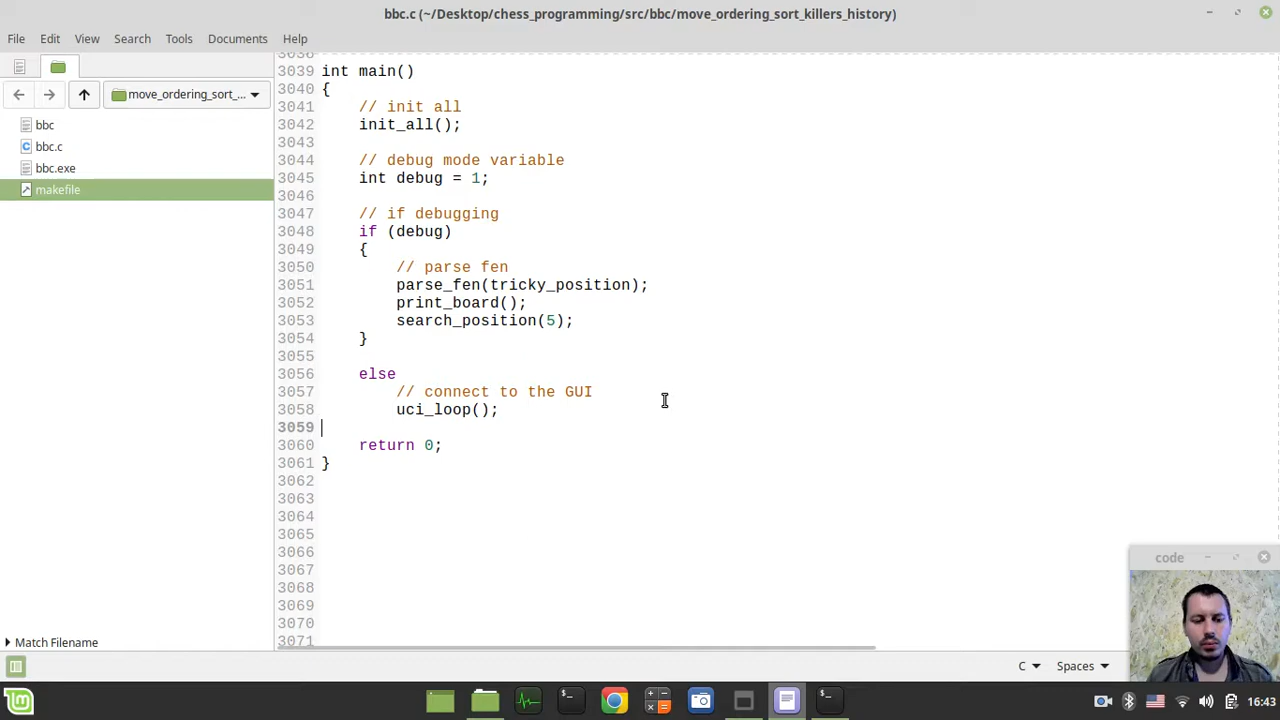 bbc.c (~/Desktop/chess_programming/src/bbc/move_ordering_sort_killers_history)
File Edit View Search Tools Documents Help
move_ordering_sort_...
bbc
bbc.c
bbc.exe
makefile
3038
3039 int main()
3040 {
3041 // init all
3042 init_all();
3043
3044 // debug mode variable
3045 int debug = 1;
3046
3047 // if debugging
3048 if (debug)
3049 {
3050 // parse fen
3051 parse_fen(tricky_position);
3052 print_board();
3053 search_position(5);
3054 }
3055
3056 else
3057 // connect to the GUI
3058 uci_loop();
3059
3060 return 0;
3061 }
3062
3063
3064
3065
3066
3067
3068
3069
3070
3071
code
Match Filename
C Spaces
16:43